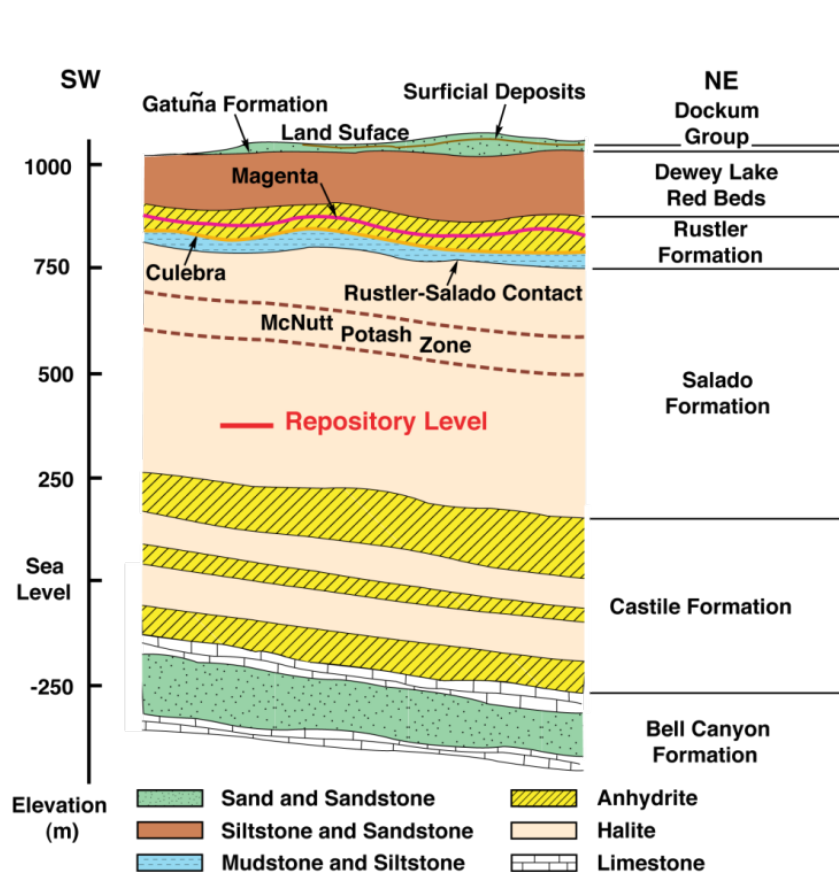 SW
NE
Gatuña Formation
Surficial Deposits
Land Suface
Dockum
Group
1000
Magenta
Dewey Lake
Red Beds
Rustler
Formation
Culebra
750
Rustler-Salado Contact
McNutt Potash Zone
500
Salado
Formation
Repository Level
250
Sea
Level
Castile Formation
-250
Bell Canyon
Formation
Elevation
(m)
Sand and Sandstone
Anhydrite
Siltstone and Sandstone
Halite
Mudstone and Siltstone
Limestone